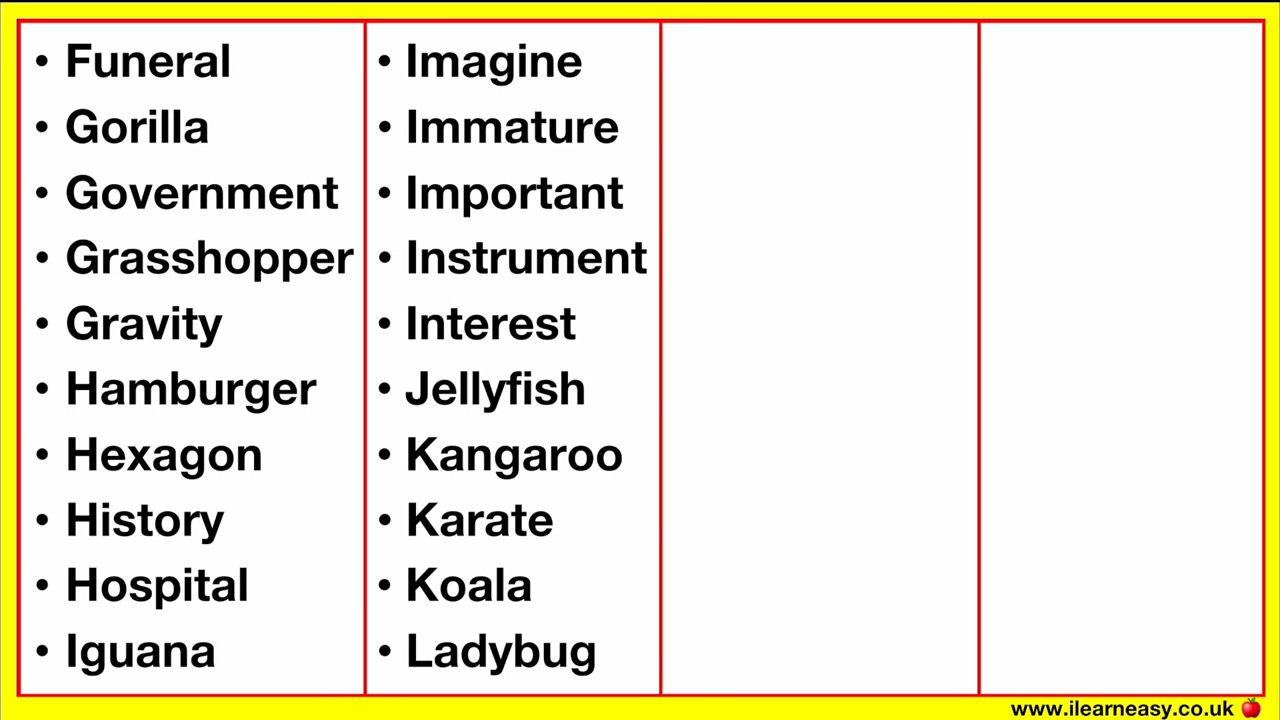 • Funeral
• Gorilla
• Government
• Grasshopper
• Gravity
• Hamburger
• Hexagon
• History
• Hospital
• Iguana
• Imagine
• Immature
• Important
• Instrument
• Interest
• Jellyfish
• Kangaroo
• Karate
• Koala
• Ladybug
www.ilearneasy.co.uk